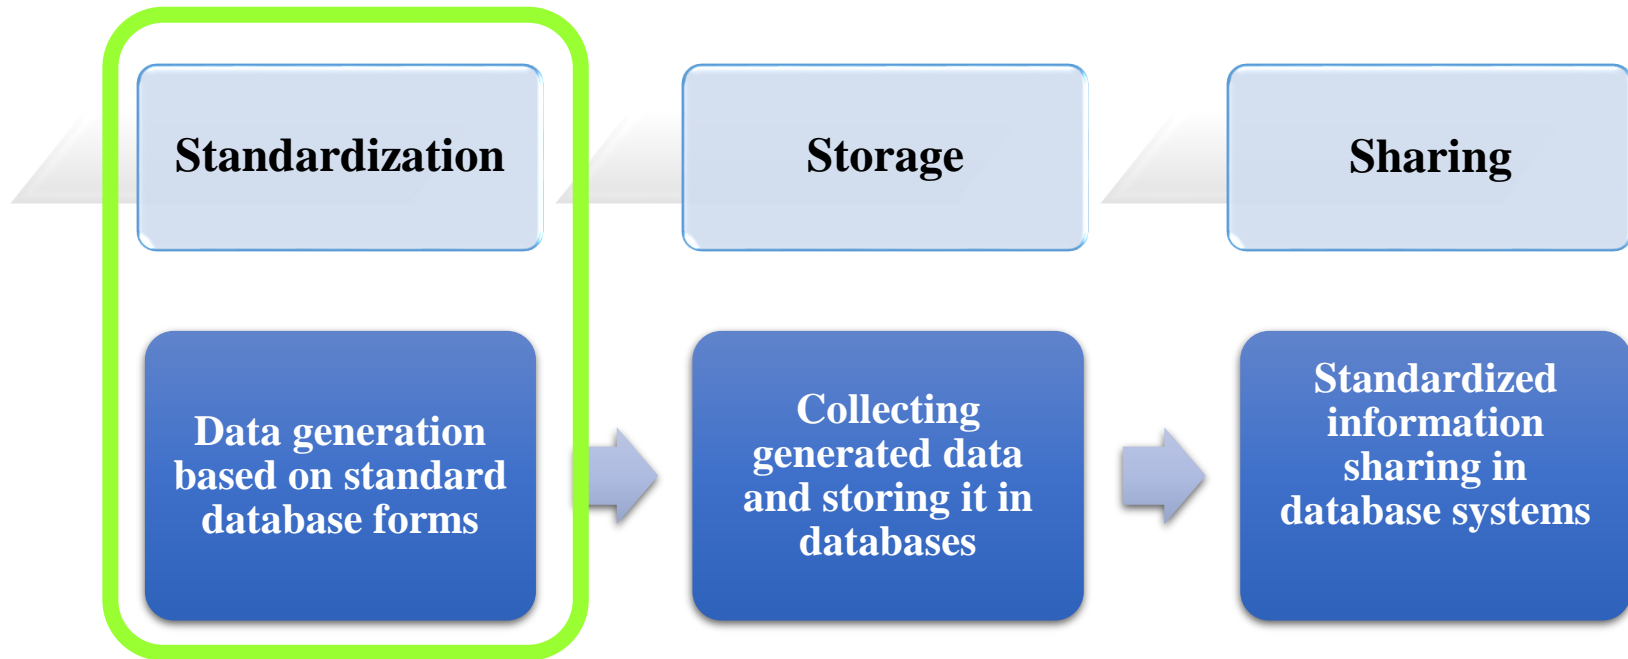 Standardization
Storage
Sharing
Data generation
based on standard
database forms
Collecting
generated data
and storing it in
databases
Standardized
information
sharing in
database systems